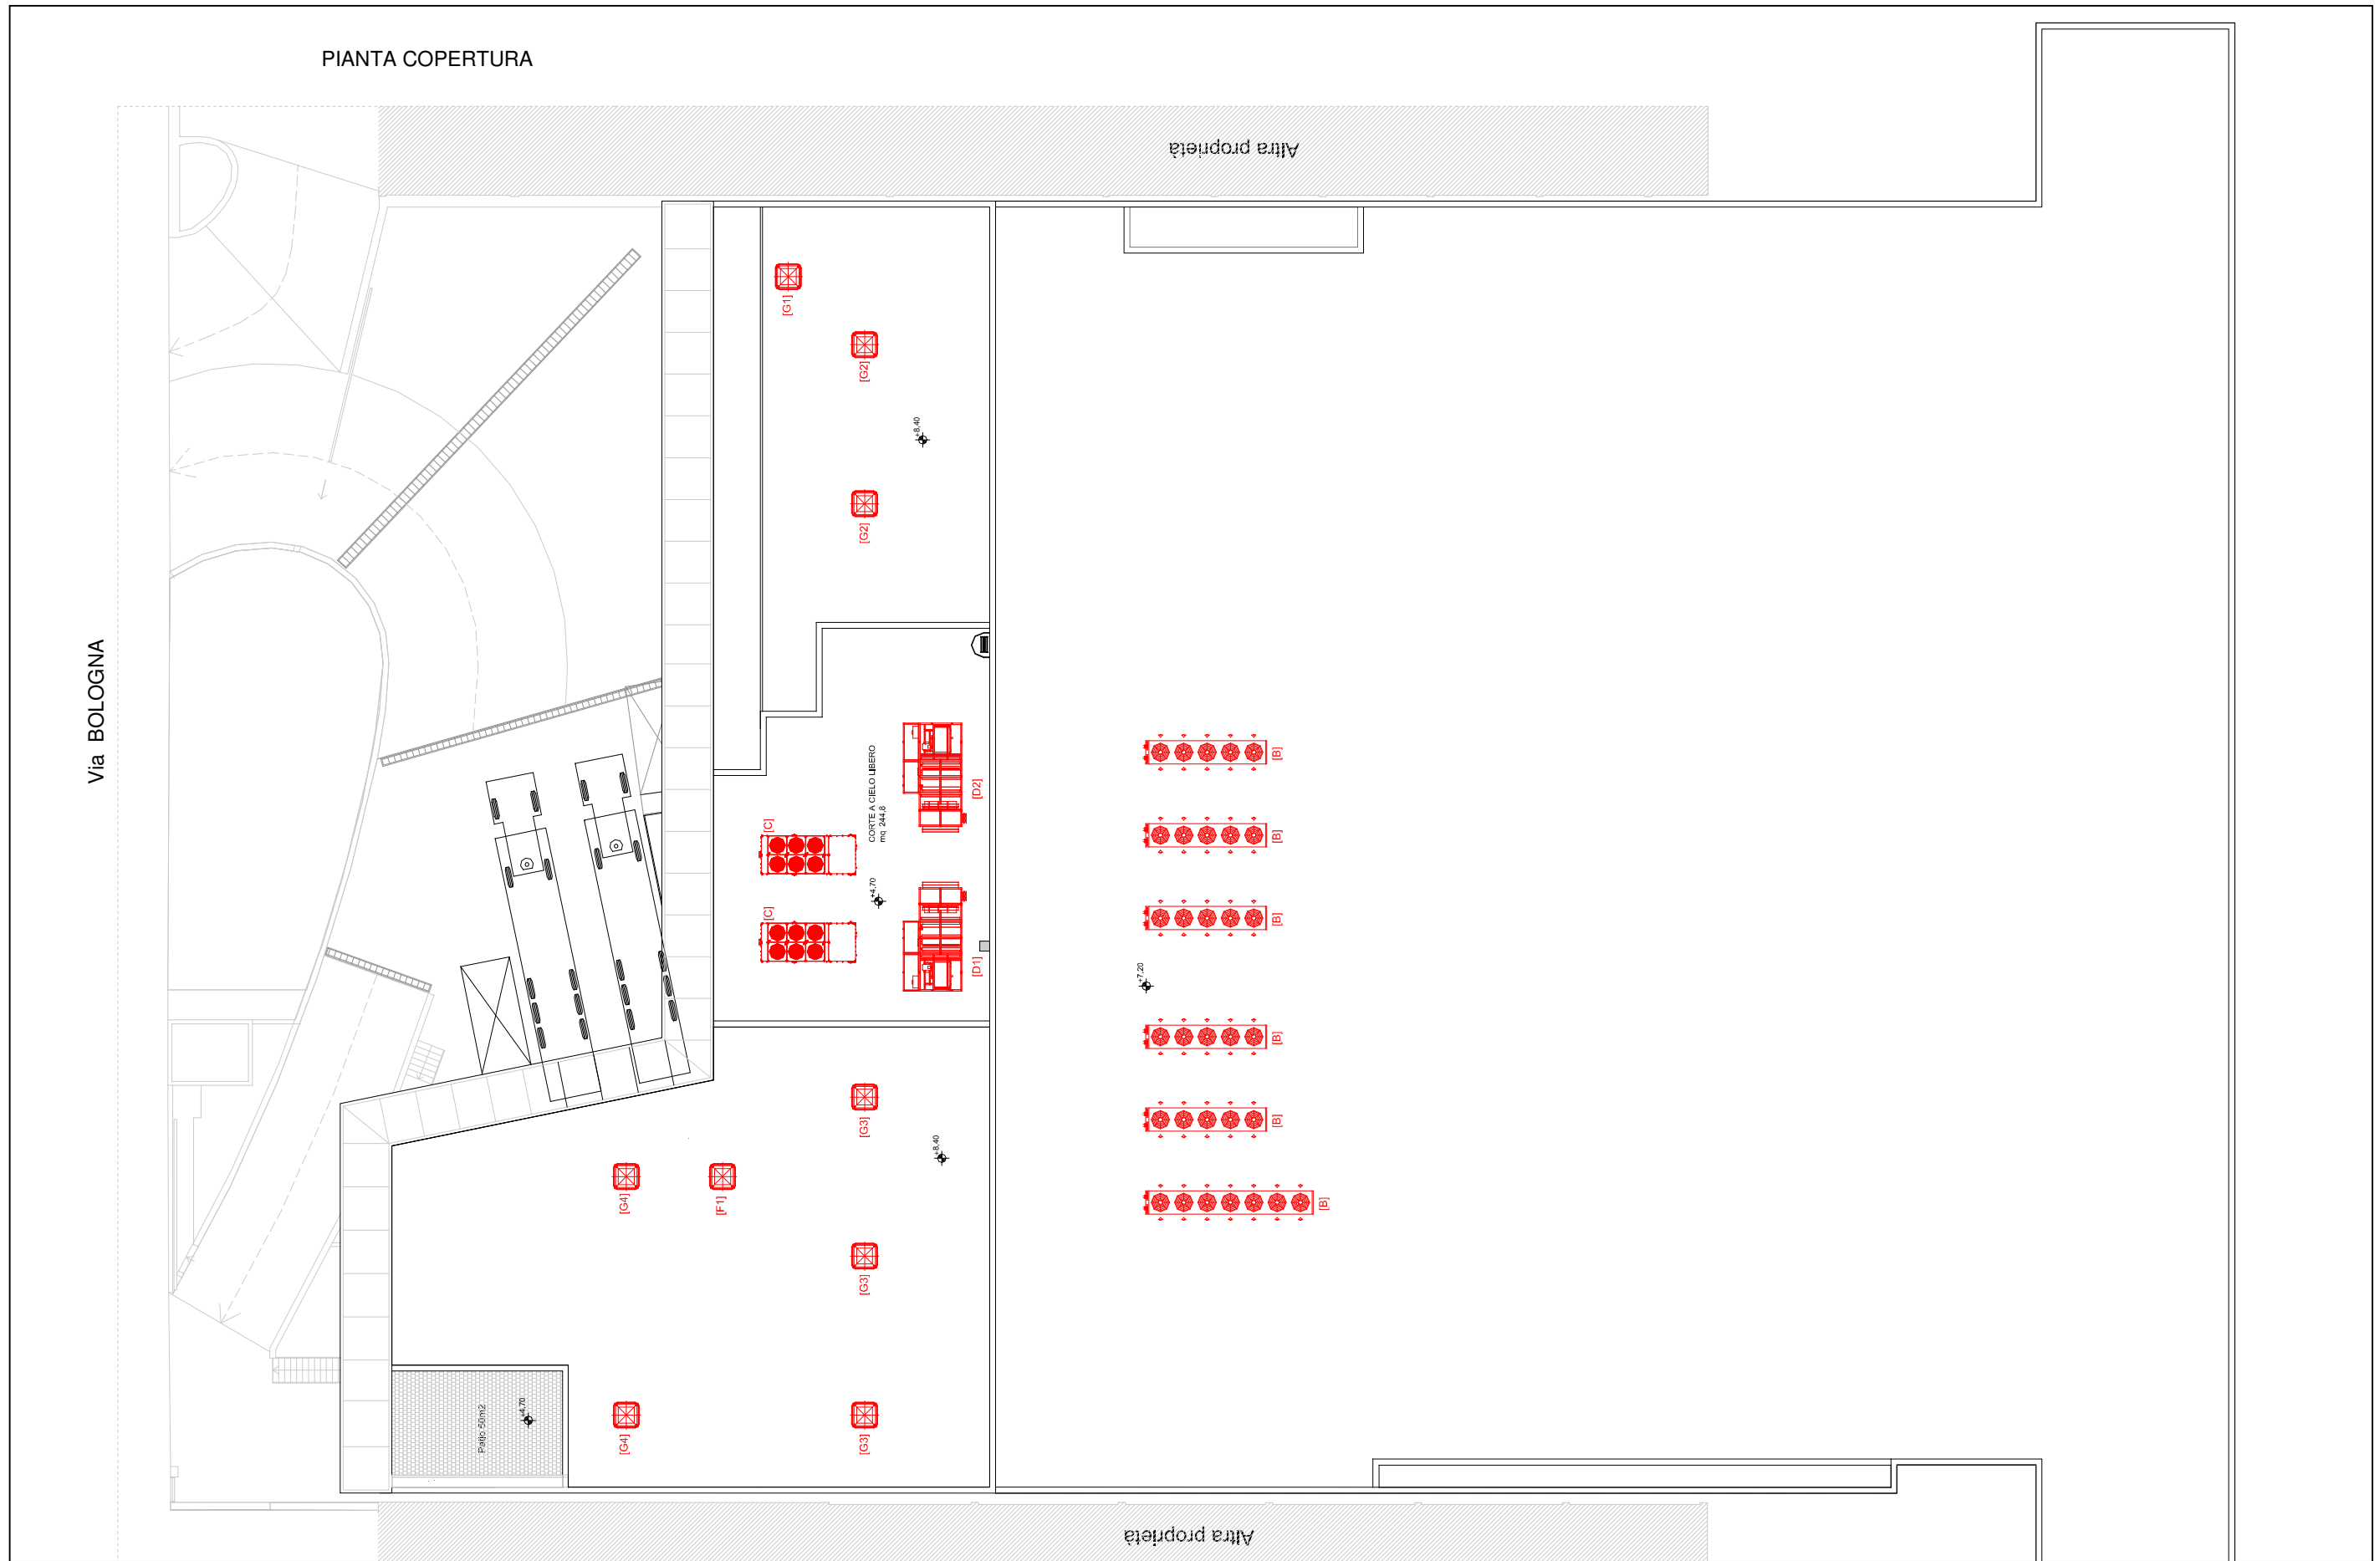 PIANTA COPERTURA
Altra proprietà
[G1]
[G2]
+8,40
[G2]
Via BOLOGNA
CORTE A CIELO LIBERO
mq 244,8
[D2]
[B]
[C]
[B]
+4,70
[C]
[B]
[D1]
+7,20
[B]
[G3]
[B]
+8,40
[G4]
[F1]
[B]
[G3]
Patio:50m2
+4,70
[G4]
[G3]
Altra proprietà